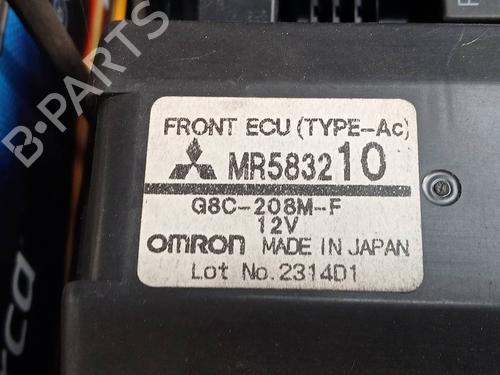 FRONT ECU (TYPE-Ac)
MR583210
G8C-208M-F
12V
OMRON MADE IN JAPAN
Lot No.2314D1
B-PARTS